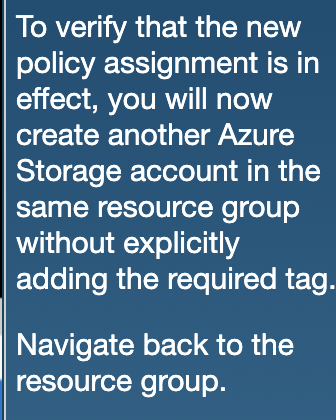 To verify that the new
policy assignment is in
effect, you will now
create another Azure
Storage account in the
same resource group
without explicitly
adding the required tag.
Navigate back to the
resource group.